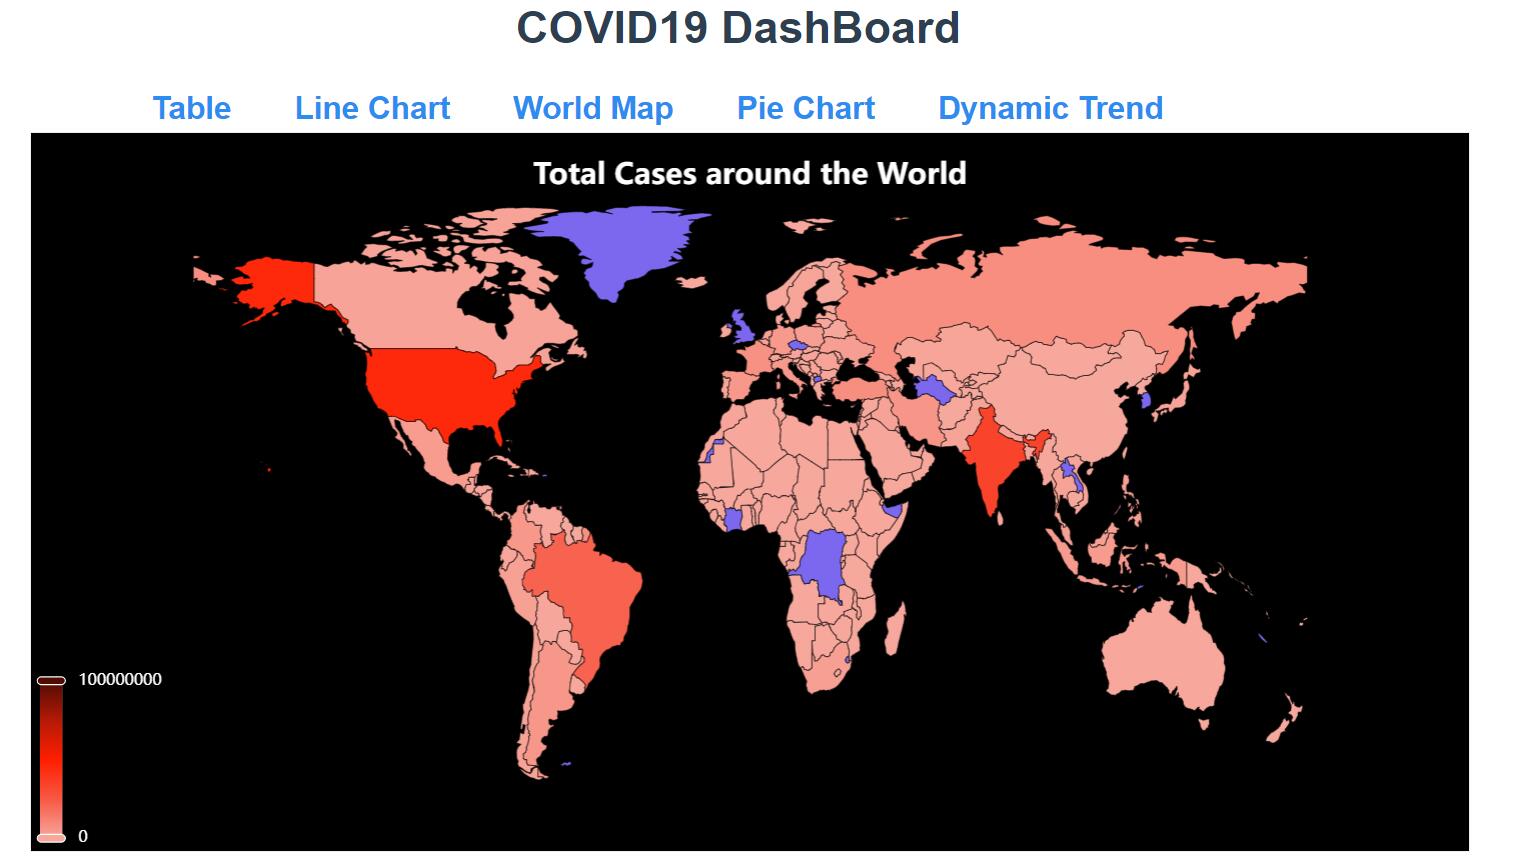 COVID19 DashBoard
Table Line Chart World Map Pie Chart Dynamic Trend
Total Cases around the World
100000000
0